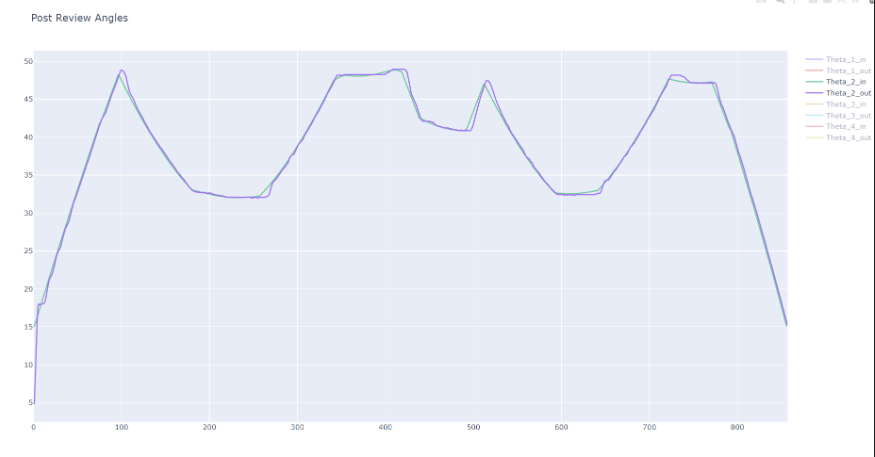 Post Review Angles
50
45
40
35
30
25
20
15
10
5
0 100 200 300 400 500 600 700 800
Theta_1_in
Theta_1_out
Theta_2_in
Theta_2_out
Theta_3_in
Theta_3_out
Theta_4_in
Theta_4_out